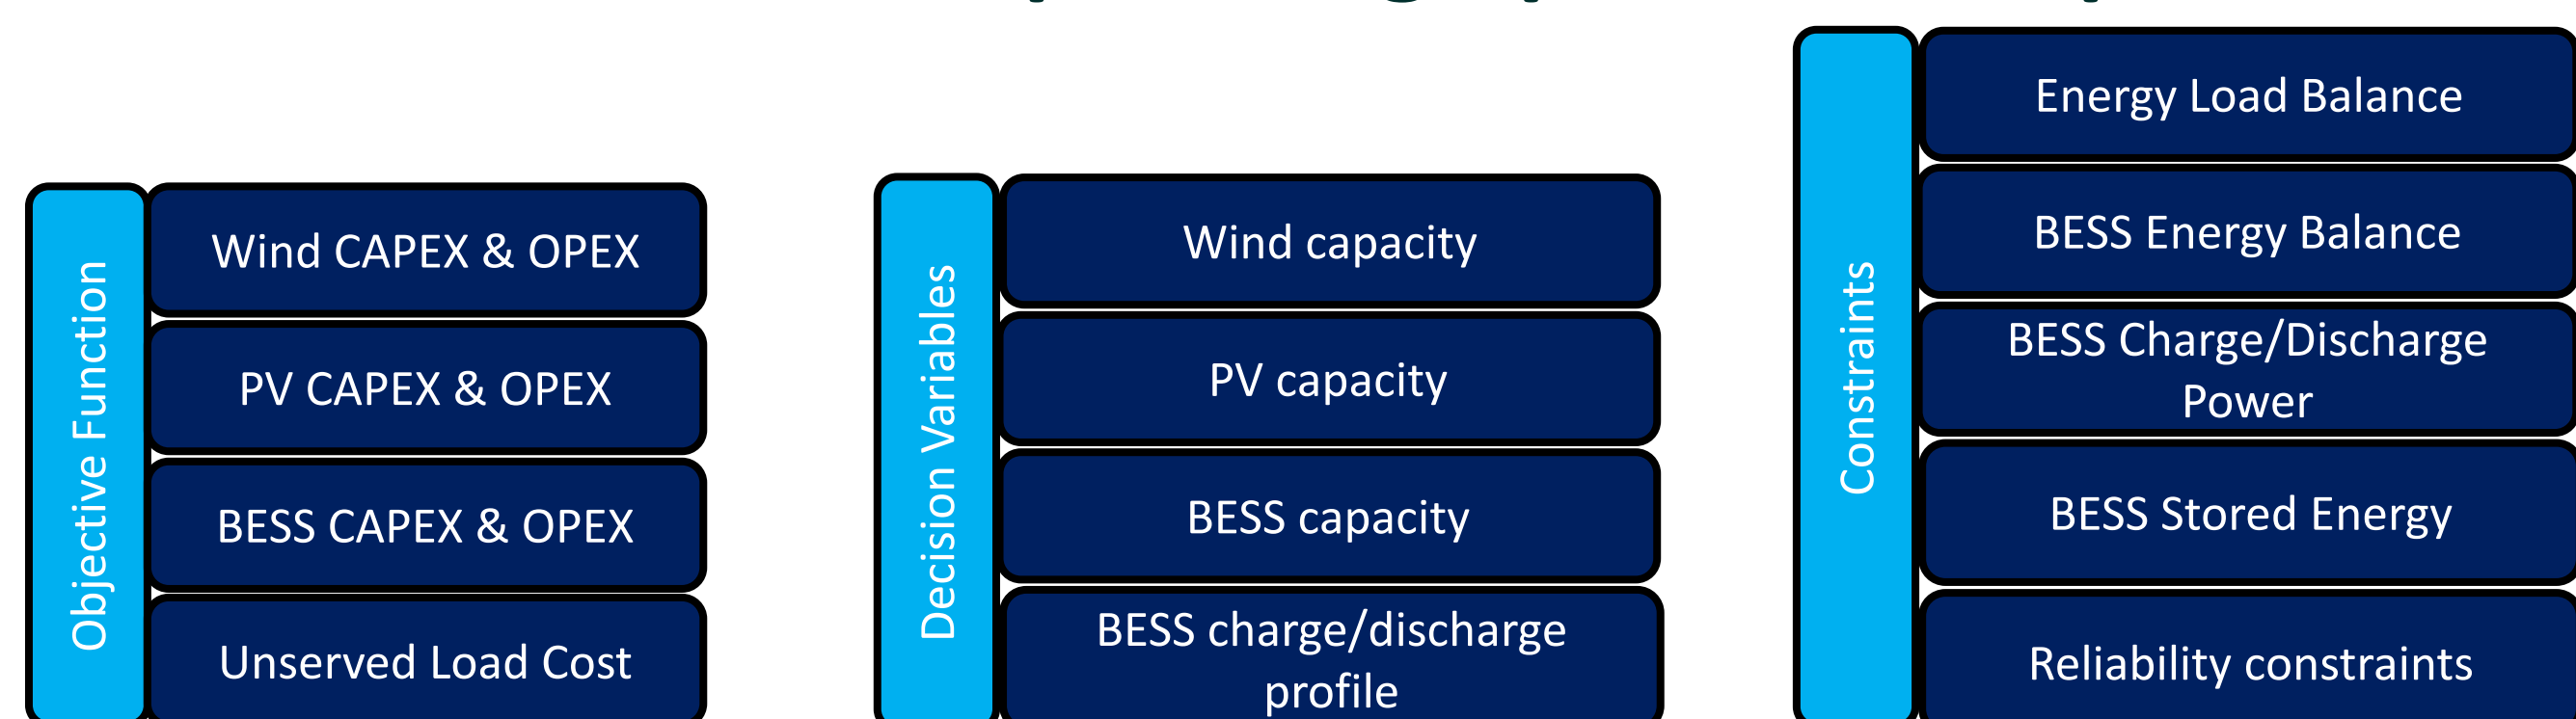 Objective Function
Wind CAPEX & OPEX
PV CAPEX & OPEX
BESS CAPEX & OPEX
Unserved Load Cost
Decision Variables
Wind capacity
PV capacity
BESS capacity
BESS charge/discharge
profile
Constraints
Energy Load Balance
BESS Energy Balance
BESS Charge/Discharge
Power
BESS Stored Energy
Reliability constraints